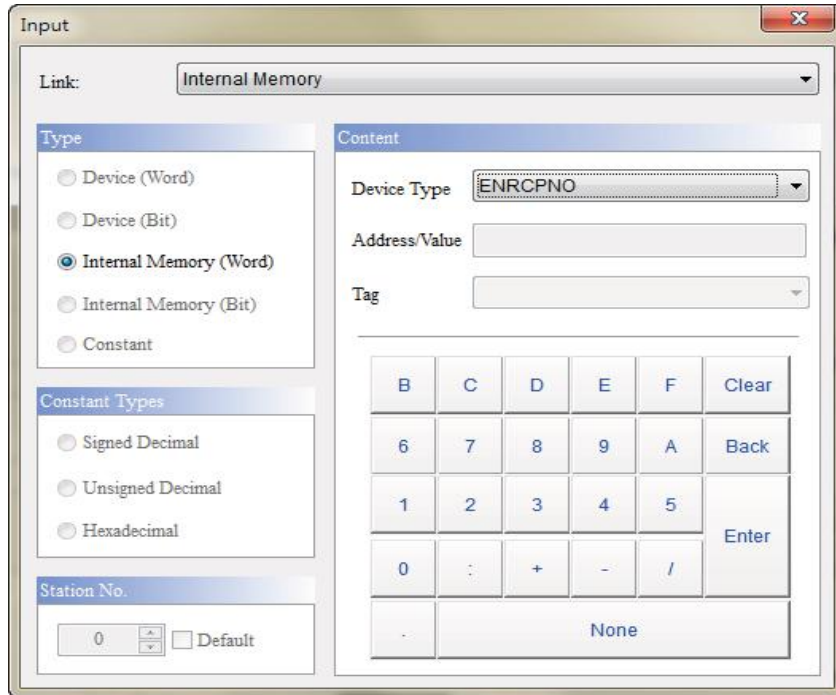 Input
Link:
Internal Memory
Type
Device (Word)
Device (Bit)
Internal Memory (Word)
Internal Memory (Bit)
Constant
Constant Types
Signed Decimal
Unsigned Decimal
Hexadecimal
Station No.
0
Default
Content
Device Type
ENRCPNO
Address/Value
Tag
B C D E F Clear
6 7 8 9 A Back
1 2 3 4 5
Enter
0 : + - /
. None